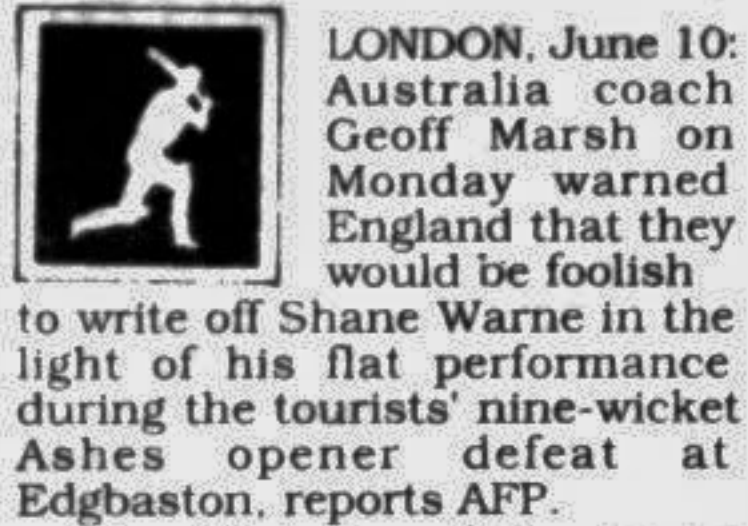 LONDON, June 10:
Australia coach
Geoff Marsh on
Monday warned
England that they
would be foolish
to write off Shane Warne in the
light of his flat performance
during the tourists' nine-wicket
Ashes opener defeat at
Edgbaston, reports AFP.